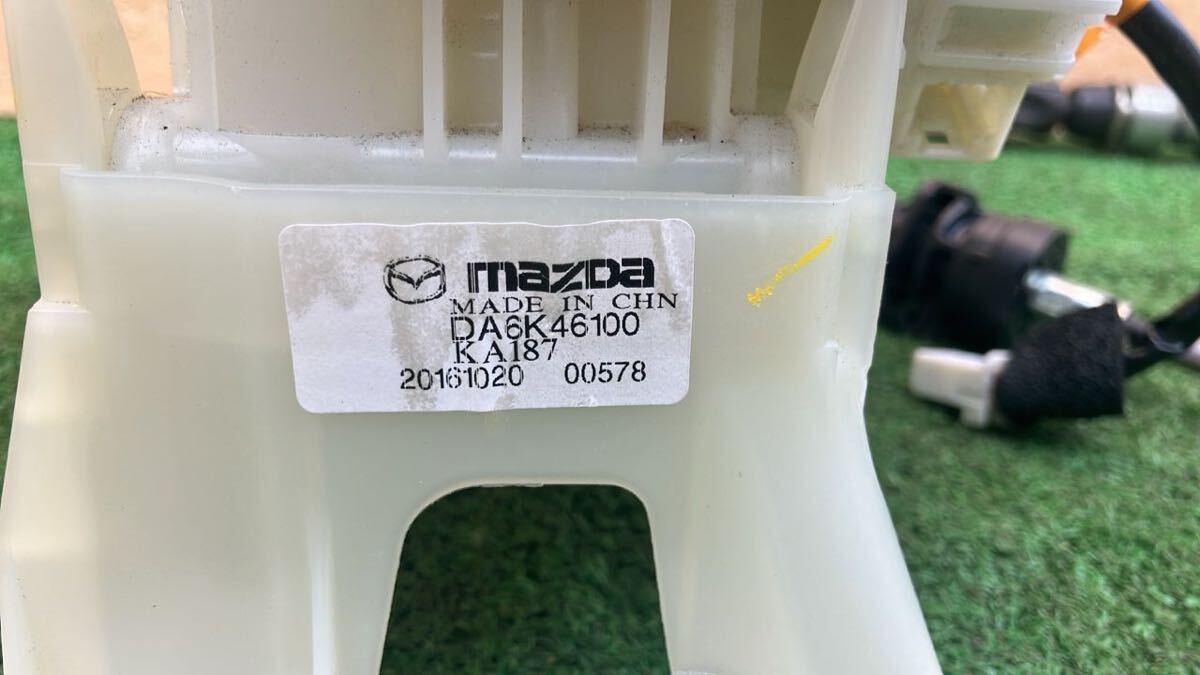 mazda
MADE IN CHN
DA6K46100
KA187
20161020 00578